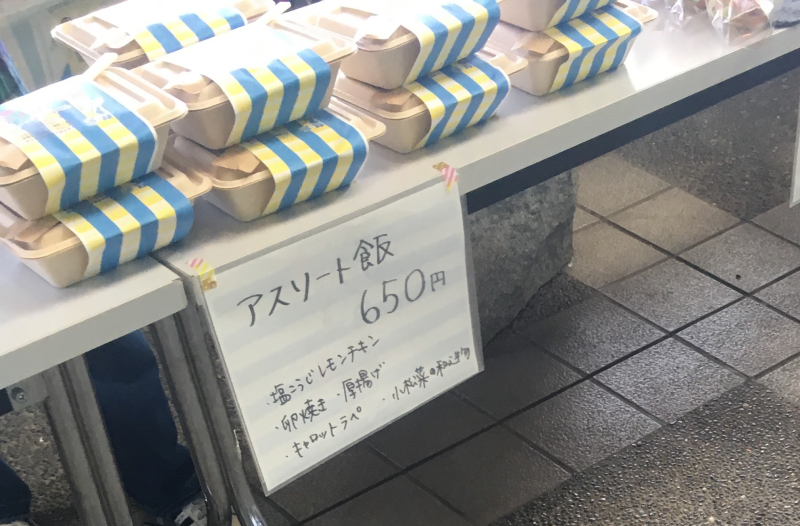 アスリート飯
650円
・塩こうじレモンチキン
・卵焼き ・厚揚げ
・キャロットラペ ・小松菜の和え物